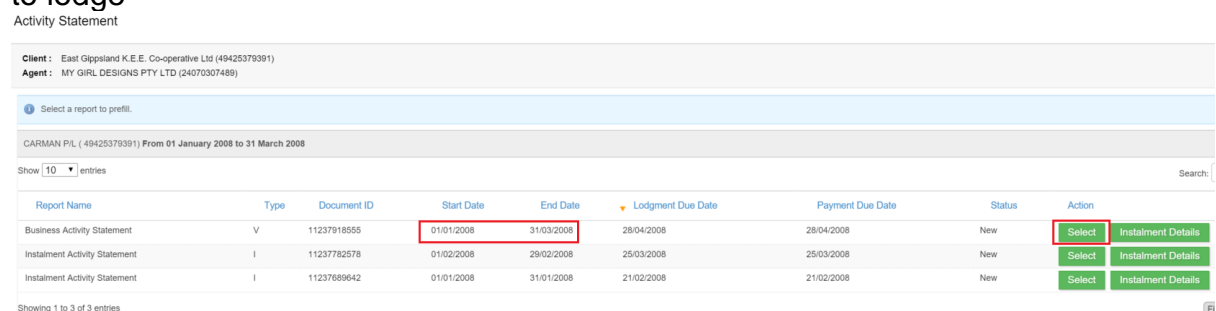 to lodge
Activity Statement
Client : East Gippsland K.E.E. Co-operative Ltd (49425379391)
Agent : MY GIRL DESIGNS PTY LTD (24070307489)
Select a report to prefill.
CARMAN P/L ( 49425379391) From 01 January 2008 to 31 March 2008
Show 10 entries Search:
Report Name Type Document ID Start Date End Date Lodgment Due Date Payment Due Date Status Action
Business Activity Statement V 11237918555 01/01/2008 31/03/2008 28/04/2008 28/04/2008 New Select Instalment Details
Instalment Activity Statement I 11237782578 01/02/2008 29/02/2008 25/03/2008 25/03/2008 New Select Instalment Details
Instalment Activity Statement I 11237689642 01/01/2008 31/01/2008 21/02/2008 21/02/2008 New Select Instalment Details
Showing 1 to 3 of 3 entries